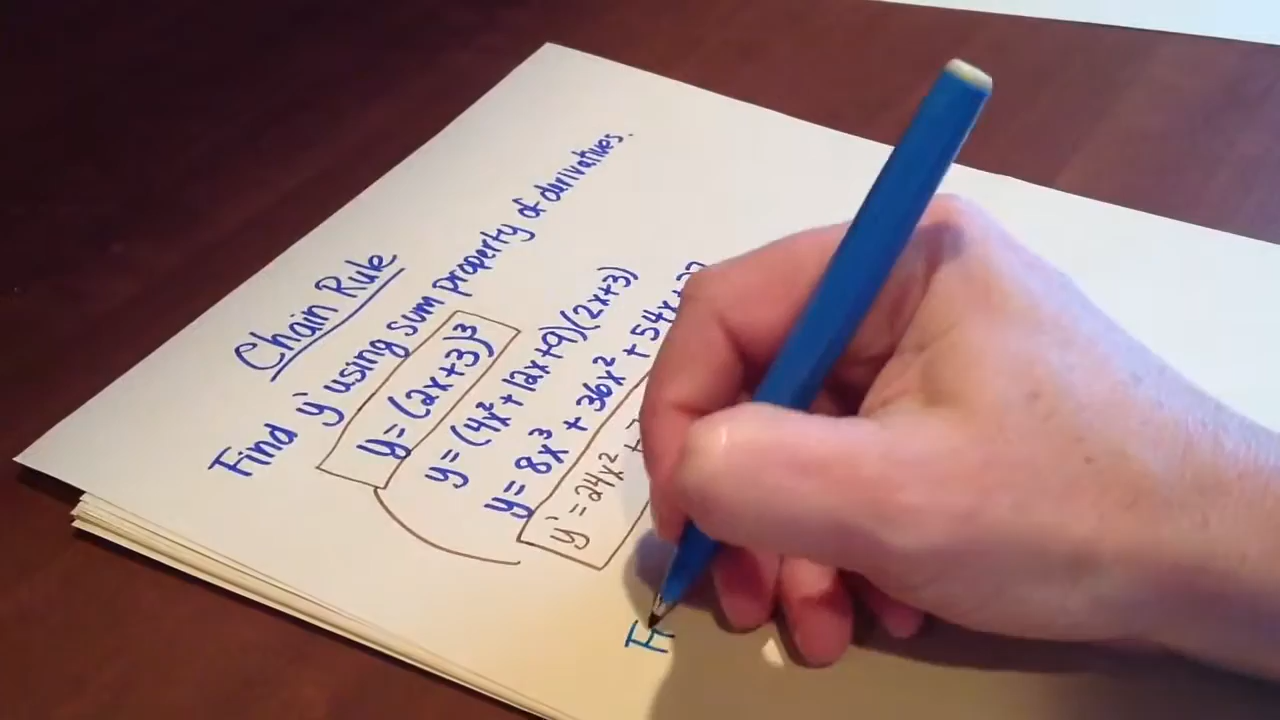 Chain Rule
Find y' using sum property of derivatives.
y = (2x+3)³
y = (4x² + 12x + 9)(2x+3)
y = 8x³ + 36x² + 54x + 27
y' = 24x² +
F